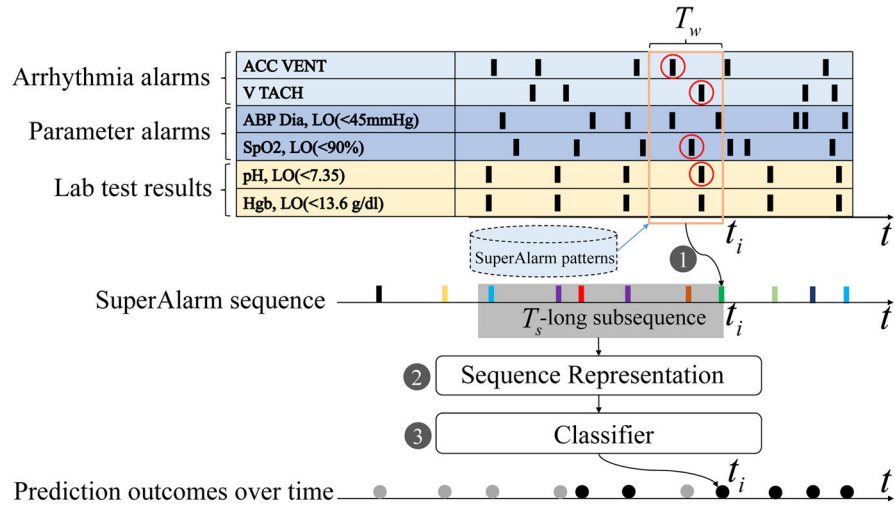 T_w
Arrhythmia alarms
ACC VENT
V TACH
Parameter alarms
ABP Dia, LO(<45mmHg)
SpO2, LO(<90%)
Lab test results
pH, LO(<7.35)
Hgb, LO(<13.6 g/dl)
t_i
t
SuperAlarm patterns
1
SuperAlarm sequence
T_s-long subsequence
t_i
t
2
Sequence Representation
3
Classifier
t_i
Prediction outcomes over time
t